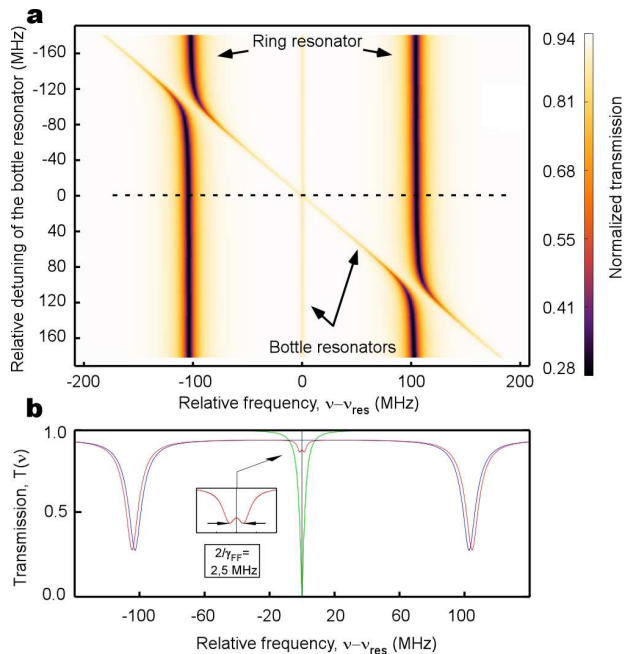 a
Relative detuning of the bottle resonator (MHz)
-160
-120
-80
-40
0
40
80
120
160
Ring resonator
Bottle resonators
-200
-100
0
100
200
Relative frequency, ν−νres (MHz)
0.94
0.81
0.68
0.55
0.41
0.28
Normalized transmission
b
Transmission, T(ν)
1.0
0.5
0.0
2/γFF=
2,5 MHz
-100
-60
-20
0
20
60
100
Relative frequency, ν−νres (MHz)